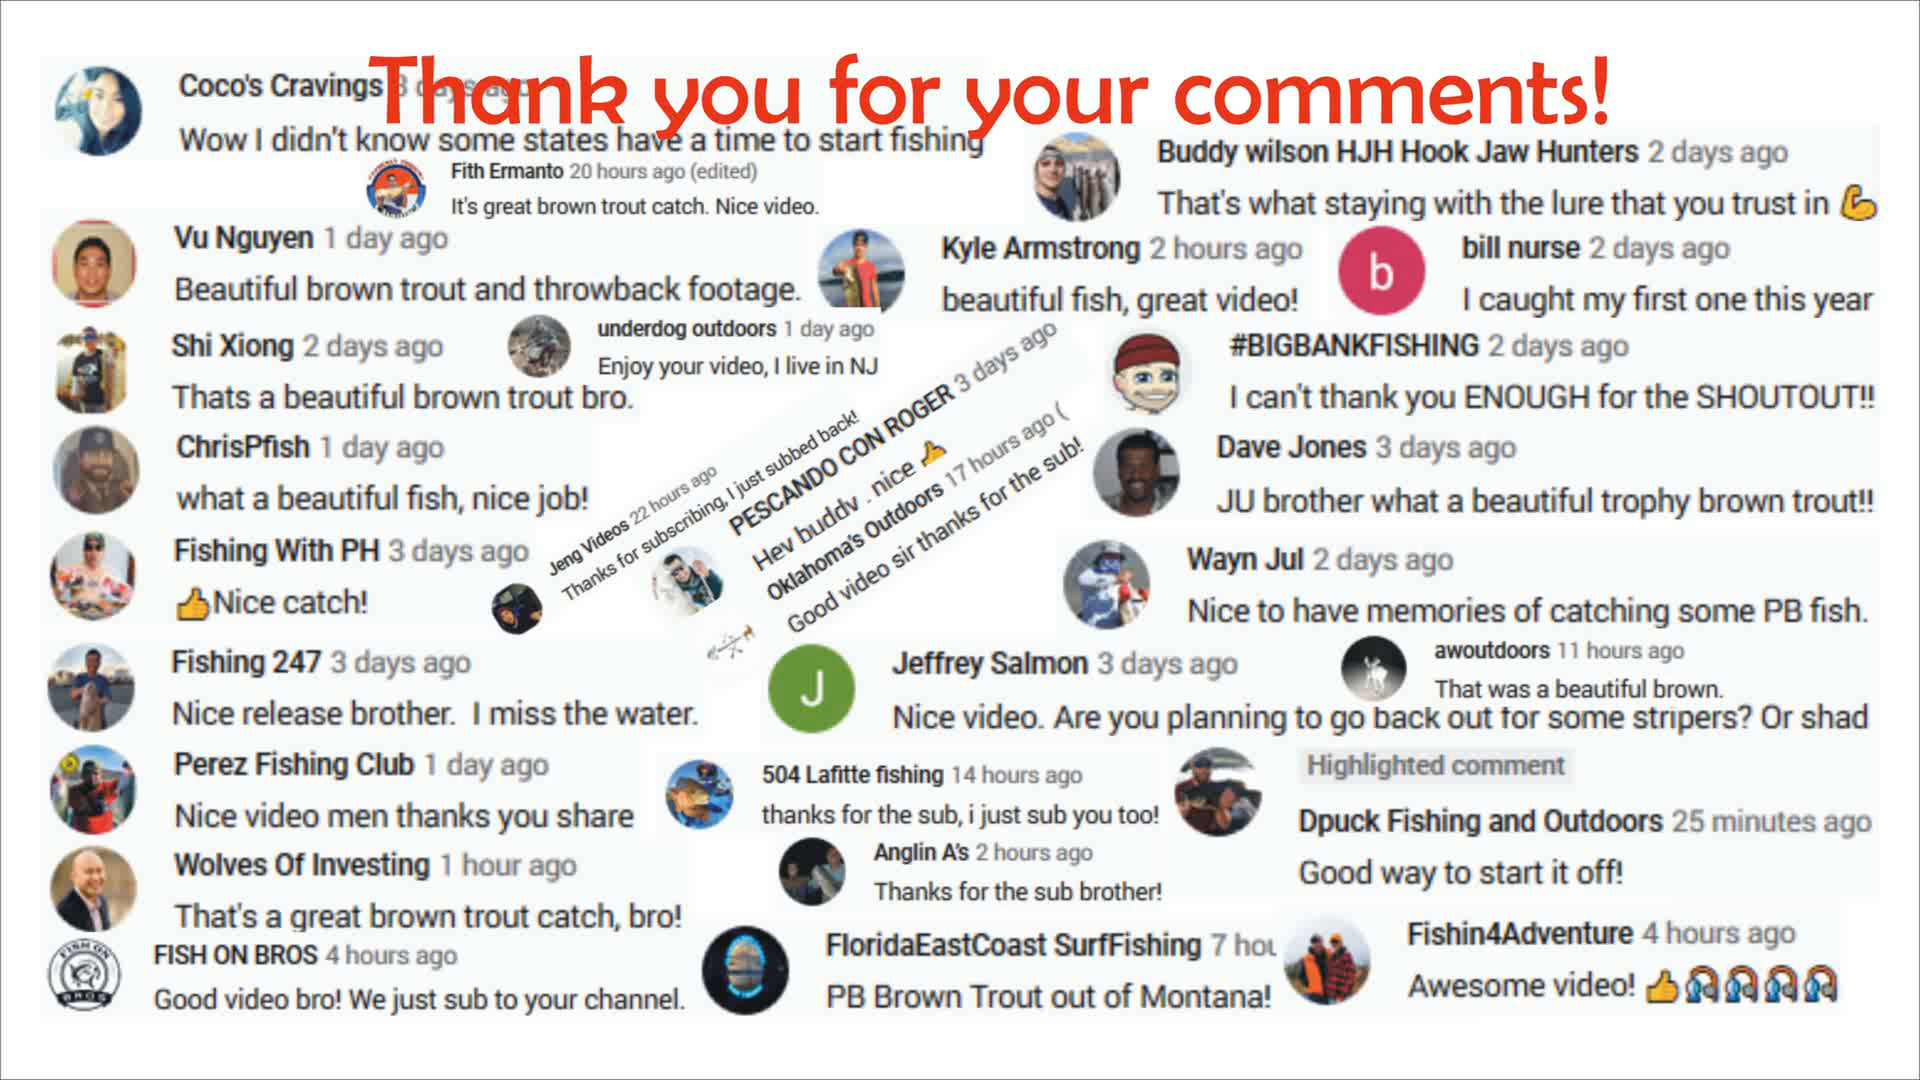 Thank you for your comments!
Coco's Cravings 3 days ago
Wow I didn't know some states have a time to start fishing
Fith Ermanto 20 hours ago (edited)
It's great brown trout catch. Nice video.
Buddy wilson HJH Hook Jaw Hunters 2 days ago
That's what staying with the lure that you trust in 💪
Vu Nguyen 1 day ago
Beautiful brown trout and throwback footage.
Kyle Armstrong 2 hours ago
beautiful fish, great video!
b
bill nurse 2 days ago
I caught my first one this year
Shi Xiong 2 days ago
Thats a beautiful brown trout bro.
underdog outdoors 1 day ago
Enjoy your video, I live in NJ
#BIGBANKFISHING 2 days ago
I can't thank you ENOUGH for the SHOUTOUT!!
ChrisPfish 1 day ago
what a beautiful fish, nice job!
Jeng Videos 22 hours ago
Thanks for subscribing, I just subbed back!
PESCANDO CON ROGER 3 days ago
Hey buddy . nice 👍
Oklahoma's Outdoors 17 hours ago (
Good video sir thanks for the sub!
Dave Jones 3 days ago
JU brother what a beautiful trophy brown trout!!
Fishing With PH 3 days ago
👍Nice catch!
Wayn Jul 2 days ago
Nice to have memories of catching some PB fish.
Fishing 247 3 days ago
Nice release brother. I miss the water.
J
Jeffrey Salmon 3 days ago
Nice video. Are you planning to go back out for some stripers? Or shad
awoutdoors 11 hours ago
That was a beautiful brown.
Perez Fishing Club 1 day ago
Nice video men thanks you share
504 Lafitte fishing 14 hours ago
thanks for the sub, i just sub you too!
Highlighted comment
Dpuck Fishing and Outdoors 25 minutes ago
Good way to start it off!
Wolves Of Investing 1 hour ago
That's a great brown trout catch, bro!
Anglin A's 2 hours ago
Thanks for the sub brother!
FISH ON BROS
FISH ON BROS 4 hours ago
Good video bro! We just sub to your channel.
FloridaEastCoast SurfFishing 7 hou
PB Brown Trout out of Montana!
Fishin4Adventure 4 hours ago
Awesome video! 👍🎣🎣🎣🎣